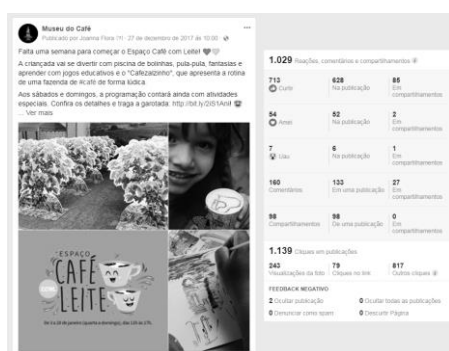 Museu do Café
Publicado por Joanna Flora · 27 de dezembro de 2017 às 10:00 ·
Falta uma semana para começar o Espaço Café com Leite!
A criançada vai se divertir com piscina de bolinhas, pula-pula, fantasias e
aprender com jogos educativos e o "Cafezalzinho", que apresenta a rotina
de uma fazenda de #café de forma lúdica.
Aos sábados e domingos, a programação contará ainda com atividades
especiais. Confira os detalhes e traga a garotada:
... Ver mais
ESPAÇO
CAFÉ
COM
LEITE
1.029 Reações, comentários e compartilhamentos
713
628
85
Curtir
Na publicação
Em
compartilhamentos
54
52
2
Amei
Na publicação
Em
compartilhamentos
7
6
1
Uau
Na publicação
Em
compartilhamentos
160
133
27
Comentários
Em uma publicação
Em
compartilhamentos
98
98
0
Compartilhamentos
De uma publicação
Em
compartilhamentos
1.139 Cliques em publicações
243
79
817
Visualizações da foto
Cliques no link
Outros cliques
FEEDBACK NEGATIVO
2 Ocultar publicação
0 Ocultar todas as publicações
0 Denunciar como spam
0 Descurtir Página